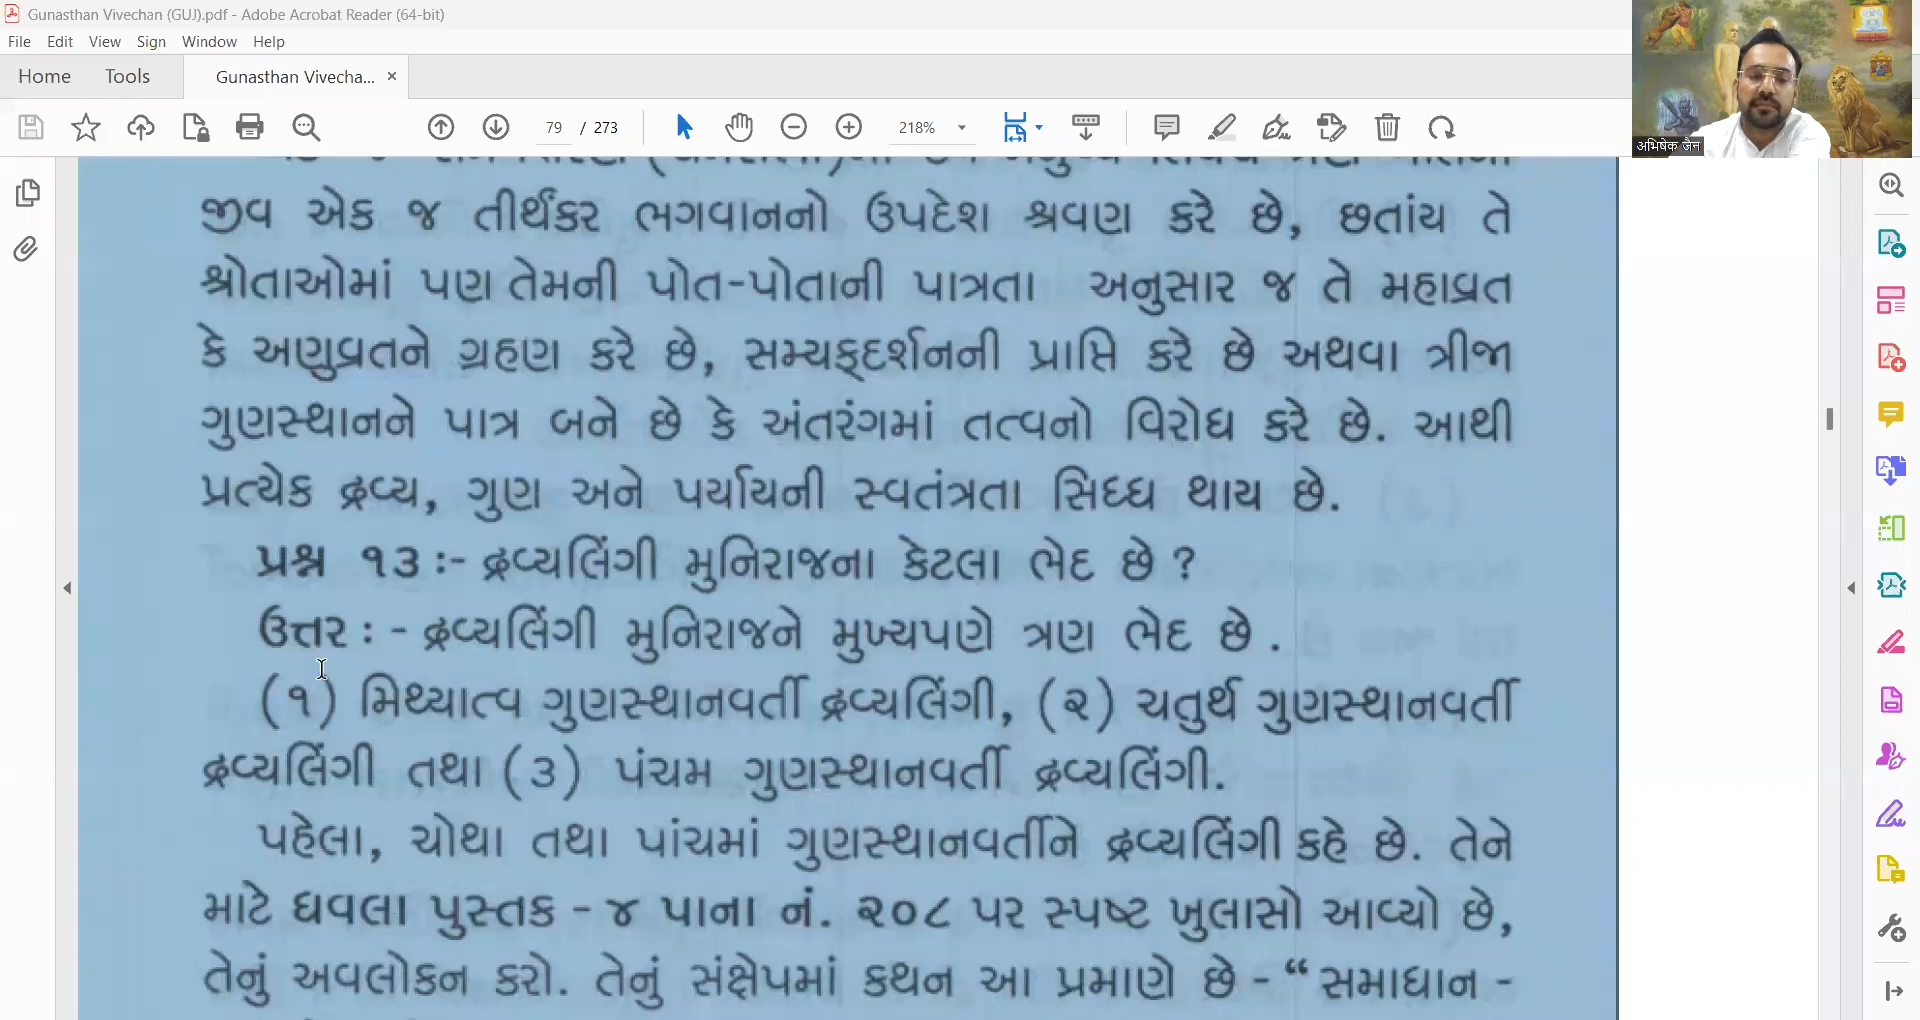 Gunasthan Vivechan (GUJ).pdf - Adobe Acrobat Reader (64-bit)
File Edit View Sign Window Help
Home Tools Gunasthan Vivecha... ×
79 / 273 218%
अभिषेक जैन
જીવ એક જ તીર્થંકર ભગવાનનો ઉપદેશ શ્રવણ કરે છે, છતાંય તે
શ્રોતાઓમાં પણ તેમની પોત-પોતાની પાત્રતા અનુસાર જ તે મહાવ્રત
કે અણુવ્રતને ગ્રહણ કરે છે, સમ્યક્દર્શનની પ્રાપ્તિ કરે છે અથવા ત્રીજા
ગુણસ્થાનને પાત્ર બને છે કે અંતરંગમાં તત્વનો વિરોધ કરે છે. આથી
પ્રત્યેક દ્રવ્ય, ગુણ અને પર્યાયની સ્વતંત્રતા સિધ્ધ થાય છે.
પ્રશ્ન ૧૩ :- દ્રવ્યલિંગી મુનિરાજના કેટલા ભેદ છે ?
ઉત્તર : - દ્રવ્યલિંગી મુનિરાજને મુખ્યપણે ત્રણ ભેદ છે .
(૧) મિથ્યાત્વ ગુણસ્થાનવર્તી દ્રવ્યલિંગી, (૨) ચતુર્થ ગુણસ્થાનવર્તી
દ્રવ્યલિંગી તથા (૩) પંચમ ગુણસ્થાનવર્તી દ્રવ્યલિંગી.
પહેલા, ચોથા તથા પાંચમાં ગુણસ્થાનવર્તીને દ્રવ્યલિંગી કહે છે. તેને
માટે ધવલા પુસ્તક - ૪ પાના નં. ૨૦૮ પર સ્પષ્ટ ખુલાસો આવ્યો છે,
તેનું અવલોકન કરો. તેનું સંક્ષેપમાં કથન આ પ્રમાણે છે - “ સમાધાન -